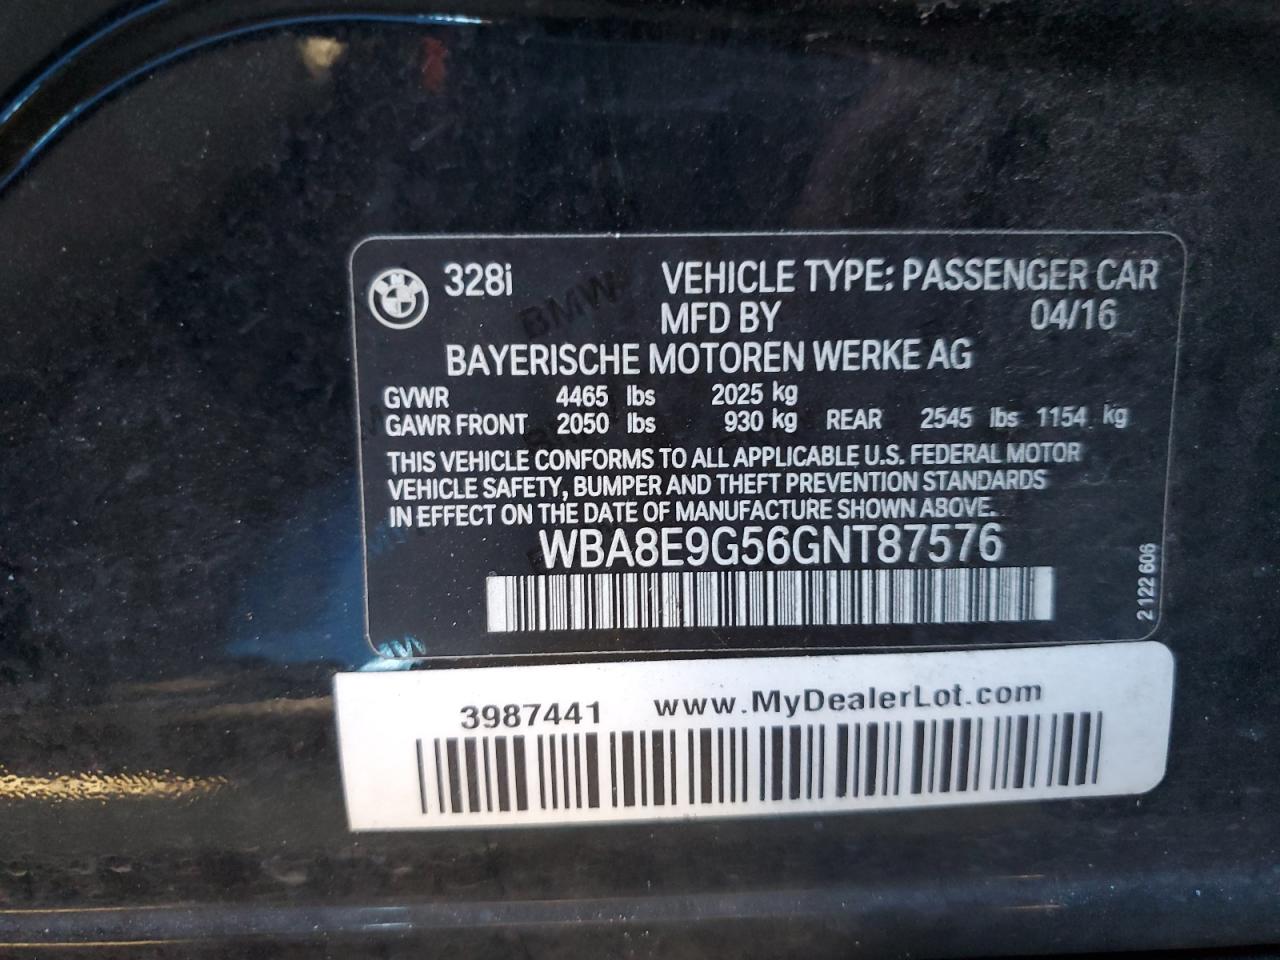 328i VEHICLE TYPE: PASSENGER CAR
MFD BY 04/16
BAYERISCHE MOTOREN WERKE AG
GVWR 4465 lbs 2025 kg
GAWR FRONT 2050 lbs 930 kg REAR 2545 lbs 1154 kg
THIS VEHICLE CONFORMS TO ALL APPLICABLE U.S. FEDERAL MOTOR
VEHICLE SAFETY, BUMPER AND THEFT PREVENTION STANDARDS
IN EFFECT ON THE DATE OF MANUFACTURE SHOWN ABOVE.
WBA8E9G56GNT87576
2 122 606
3987441 www.MyDealerLot.com